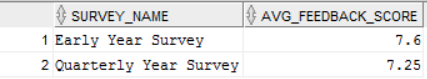 SURVEY_NAME AVG_FEEDBACK_SCORE
1 Early Year Survey 7.6
2 Quarterly Year Survey 7.25